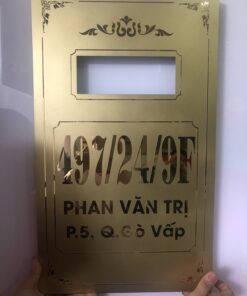 497/24/9F
PHAN VĂN TRỊ
P.5. Q.Gò Vấp